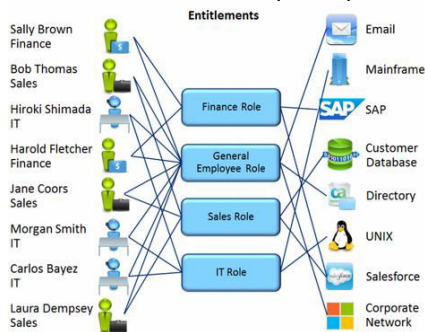 Entitlements
Sally Brown
Finance
Bob Thomas
Sales
Hiroki Shimada
IT
Harold Fletcher
Finance
Jane Coors
Sales
Morgan Smith
IT
Carlos Bayez
IT
Laura Dempsey
Sales
Finance Role
General
Employee Role
Sales Role
IT Role
Email
Mainframe
SAP
SAP
Customer
Database
ca
Directory
UNIX
Salesforce
Corporate
Network